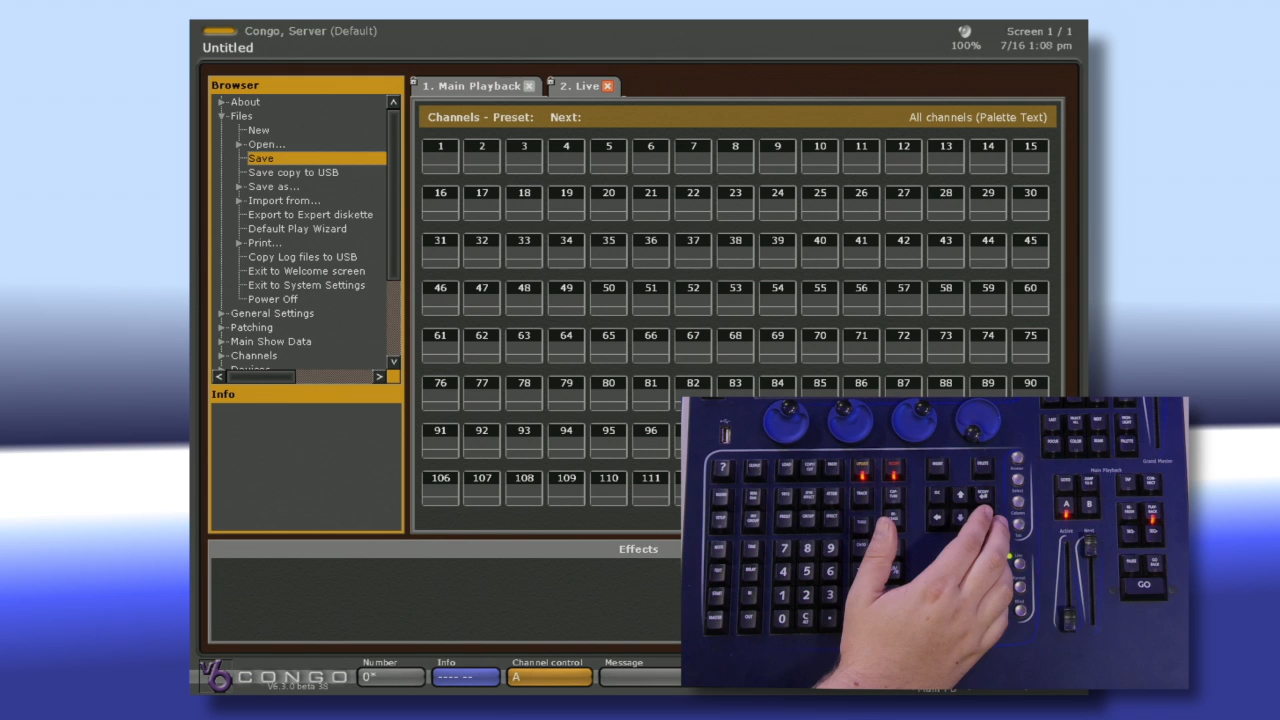 Congo, Server (Default)
Untitled
Screen 1 / 1
100% 7/16 1:08 pm
Browser
About
Files
New
Open...
Save
Save copy to USB
Save as...
Import from...
Export to Expert diskette
Default Play Wizard
Print...
Copy Log files to USB
Exit to Welcome screen
Exit to System Settings
Power Off
General Settings
Patching
Main Show Data
Channels
Info
1. Main Playback
2. Live
Channels - Preset: Next: All channels (Palette Text)
1 2 3 4 5 6 7 8 9 10 11 12 13 14 15
16 17 18 19 20 21 22 23 24 25 26 27 28 29 30
31 32 33 34 35 36 37 38 39 40 41 42 43 44 45
46 47 48 49 50 51 52 53 54 55 56 57 58 59 60
61 62 63 64 65 66 67 68 69 70 71 72 73 74 75
76 77 78 79 80 81 82 83 84 85 86 87 88 89 90
91 92 93 94 95 96
106 107 108 109 110 111
Effects
Number Info Channel control Message
0* ---- -- A
v6 CONGO
V6.3.0 beta 3S
Grand Master
Main Playback
A B
Active Next
GO
?
7 8 9
4 5 6
1 2 3
0